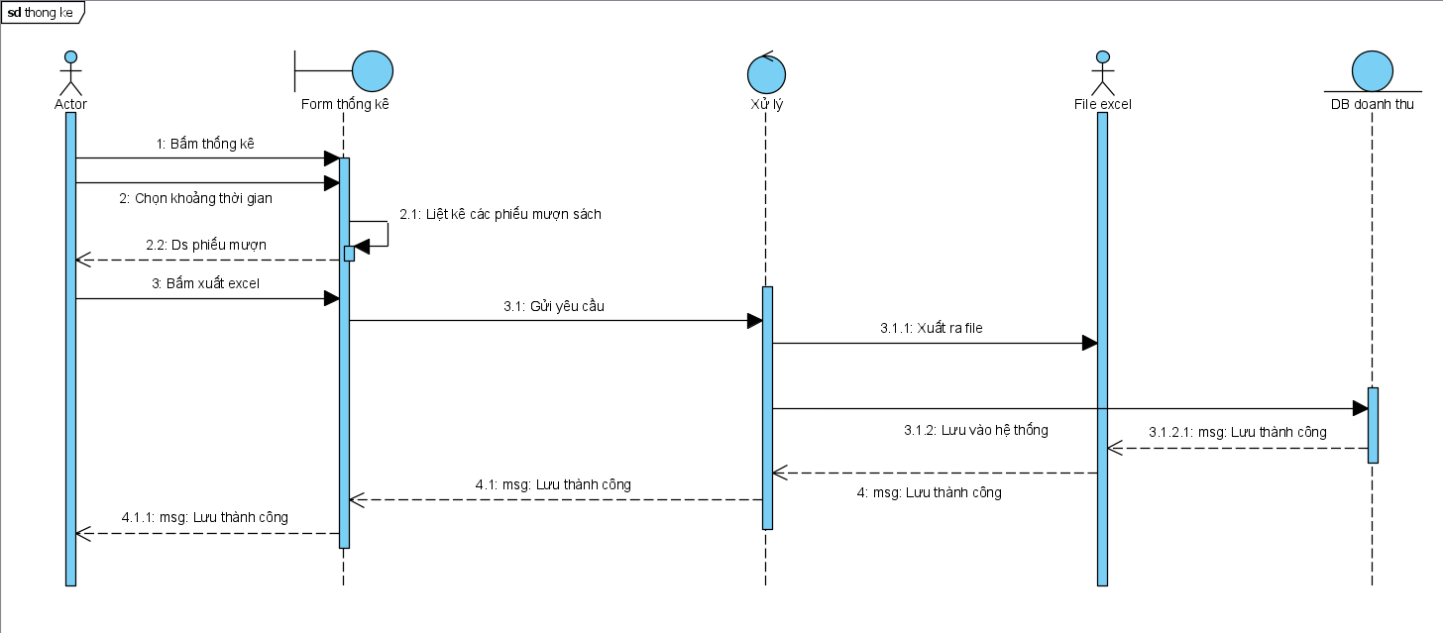 sd thong ke
Actor
Form thống kê
Xử lý
File excel
DB doanh thu
1: Bấm thống kê
2: Chọn khoảng thời gian
2.1: Liệt kê các phiếu mượn sách
2.2: Ds phiếu mượn
3: Bấm xuất excel
3.1: Gửi yêu cầu
3.1.1: Xuất ra file
3.1.2: Lưu vào hệ thống
3.1.2.1: msg: Lưu thành công
4: msg: Lưu thành công
4.1: msg: Lưu thành công
4.1.1: msg: Lưu thành công